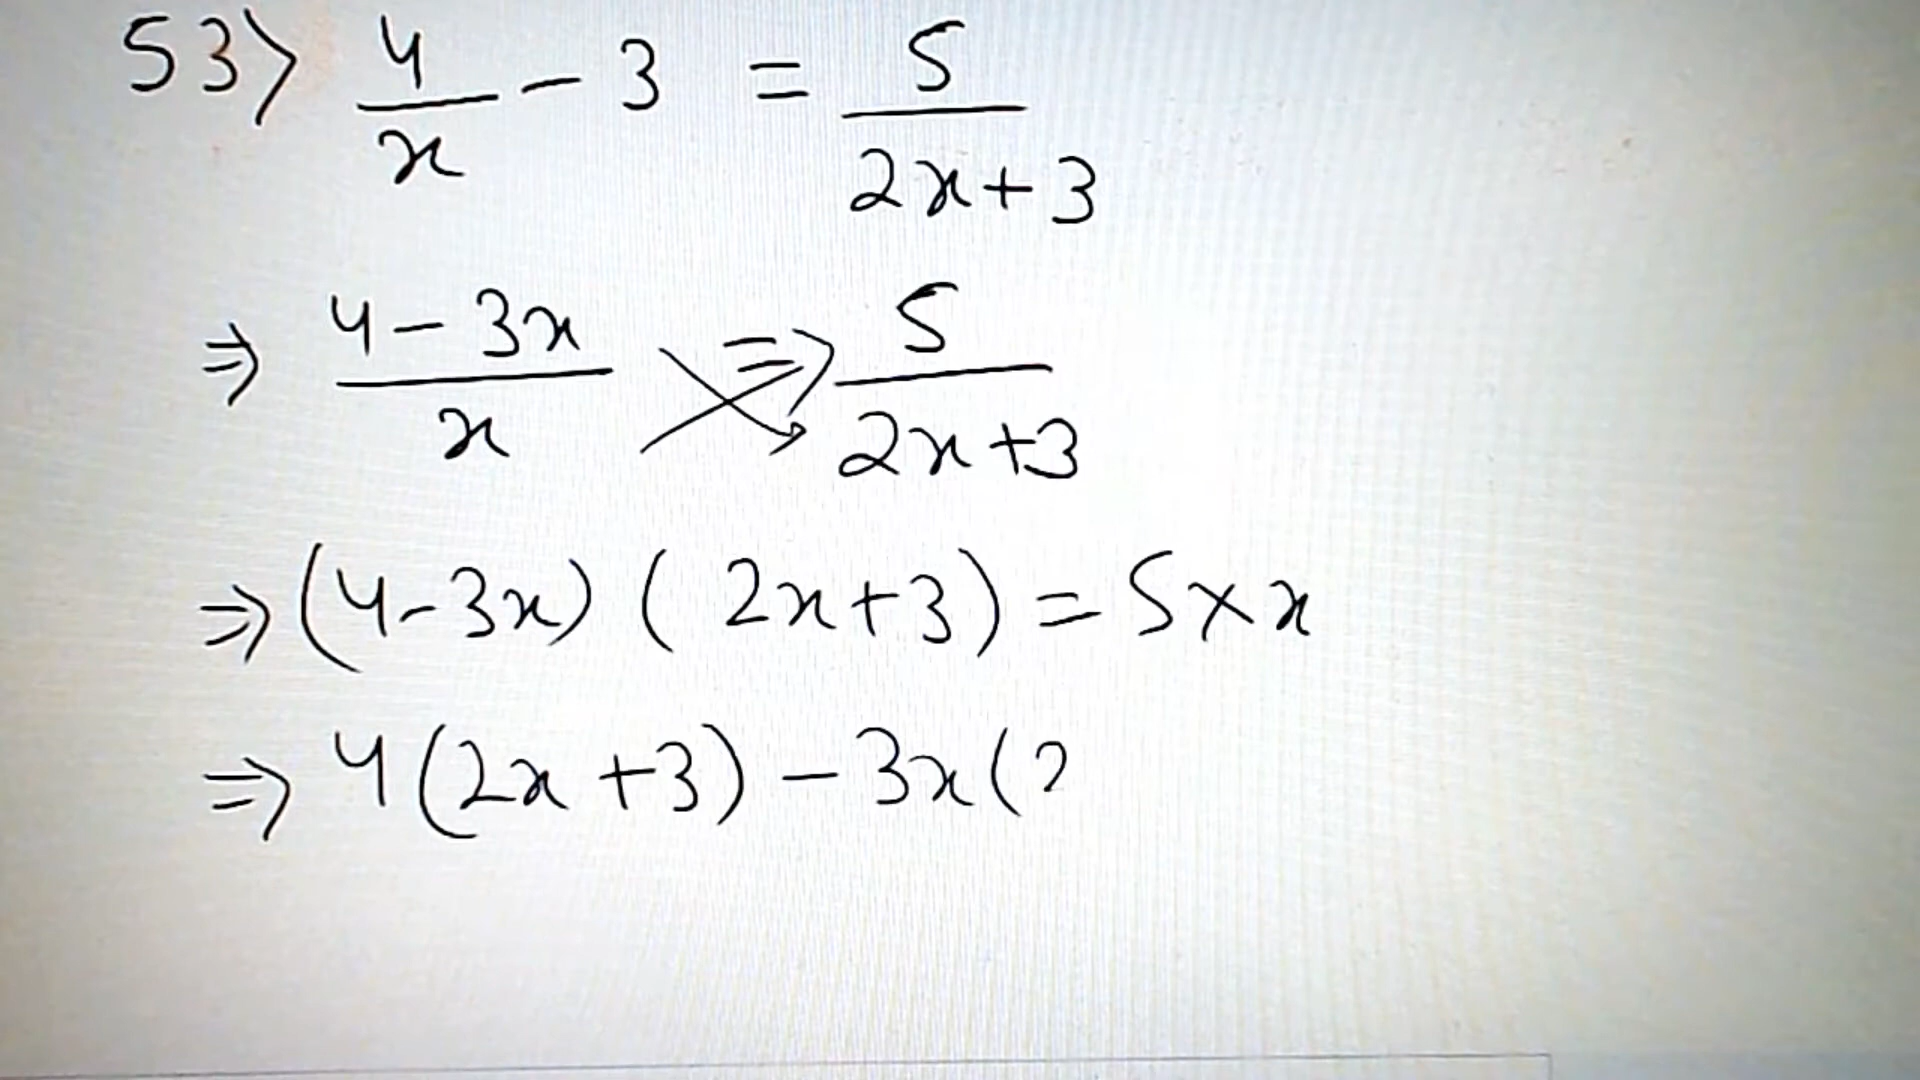 53) 4/x - 3 = 5/(2x+3)
⇒ (4-3x)/x = 5/(2x+3)
⇒ (4-3x) ( 2x+3) = 5×x
⇒ 4(2x+3) - 3x(2